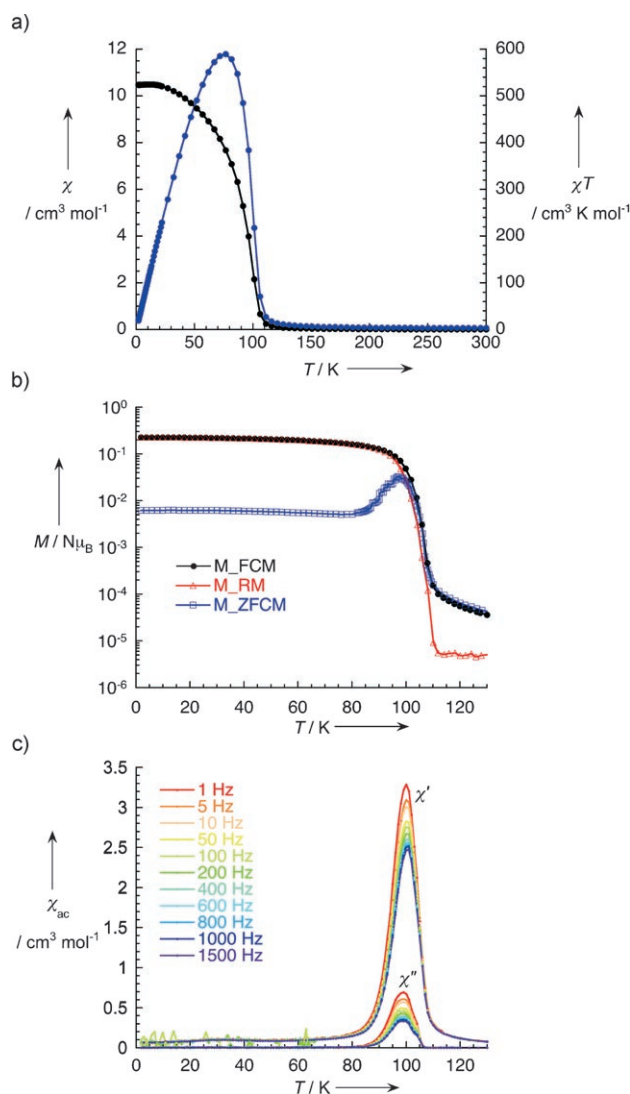 a)
12
10
8
6
4
2
0
χ
/ cm³ mol⁻¹
600
500
400
300
200
100
0
χT
/ cm³ K mol⁻¹
0 50 100 150 200 250 300
T / K
b)
10⁰
10⁻¹
10⁻²
10⁻³
10⁻⁴
10⁻⁵
10⁻⁶
M / Nμ_B
M_FCM
M_RM
M_ZFCM
0 20 40 60 80 100 120
T / K
c)
3.5
3
2.5
2
1.5
1
0.5
0
χ_ac
/ cm³ mol⁻¹
1 Hz
5 Hz
10 Hz
50 Hz
100 Hz
200 Hz
400 Hz
600 Hz
800 Hz
1000 Hz
1500 Hz
χ′
χ″
0 20 40 60 80 100 120
T / K